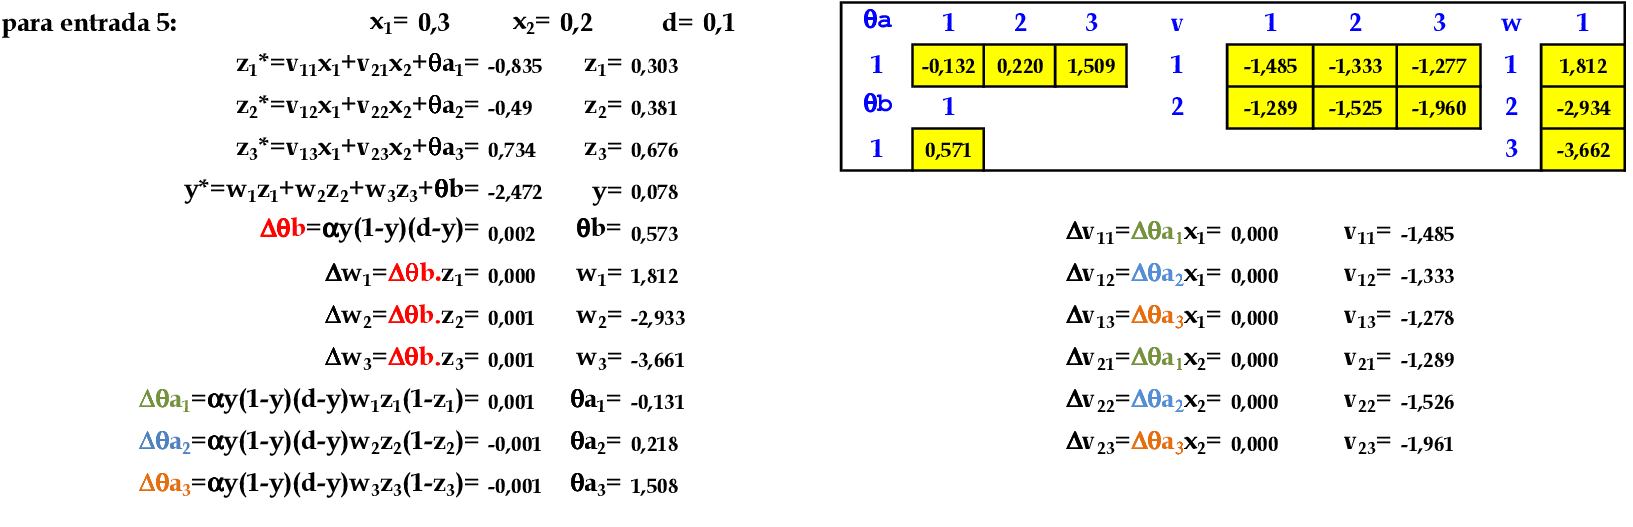 para entrada 5: x₁= 0,3 x₂= 0,2 d= 0,1
z₁*=v₁₁x₁+v₂₁x₂+θa₁= -0,835 z₁= 0,303
z₂*=v₁₂x₁+v₂₂x₂+θa₂= -0,49 z₂= 0,381
z₃*=v₁₃x₁+v₂₃x₂+θa₃= 0,734 z₃= 0,676
y*=w₁z₁+w₂z₂+w₃z₃+θb= -2,472 y= 0,078
Δθb=αy(1-y)(d-y)= 0,002 θb= 0,573
Δw₁=Δθb.z₁= 0,000 w₁= 1,812
Δw₂=Δθb.z₂= 0,001 w₂= -2,933
Δw₃=Δθb.z₃= 0,001 w₃= -3,661
Δθa₁=αy(1-y)(d-y)w₁z₁(1-z₁)= 0,001 θa₁= -0,131
Δθa₂=αy(1-y)(d-y)w₂z₂(1-z₂)= -0,001 θa₂= 0,218
Δθa₃=αy(1-y)(d-y)w₃z₃(1-z₃)= -0,001 θa₃= 1,508
θa 1 2 3 v 1 2 3 w 1
1 -0,132 0,220 1,509 1 -1,485 -1,333 -1,277 1 1,812
θb 1 2 -1,289 -1,525 -1,960 2 -2,934
1 0,571 3 -3,662
Δv₁₁=Δθa₁x₁= 0,000 v₁₁= -1,485
Δv₁₂=Δθa₂x₁= 0,000 v₁₂= -1,333
Δv₁₃=Δθa₃x₁= 0,000 v₁₃= -1,278
Δv₂₁=Δθa₁x₂= 0,000 v₂₁= -1,289
Δv₂₂=Δθa₂x₂= 0,000 v₂₂= -1,526
Δv₂₃=Δθa₃x₂= 0,000 v₂₃= -1,961